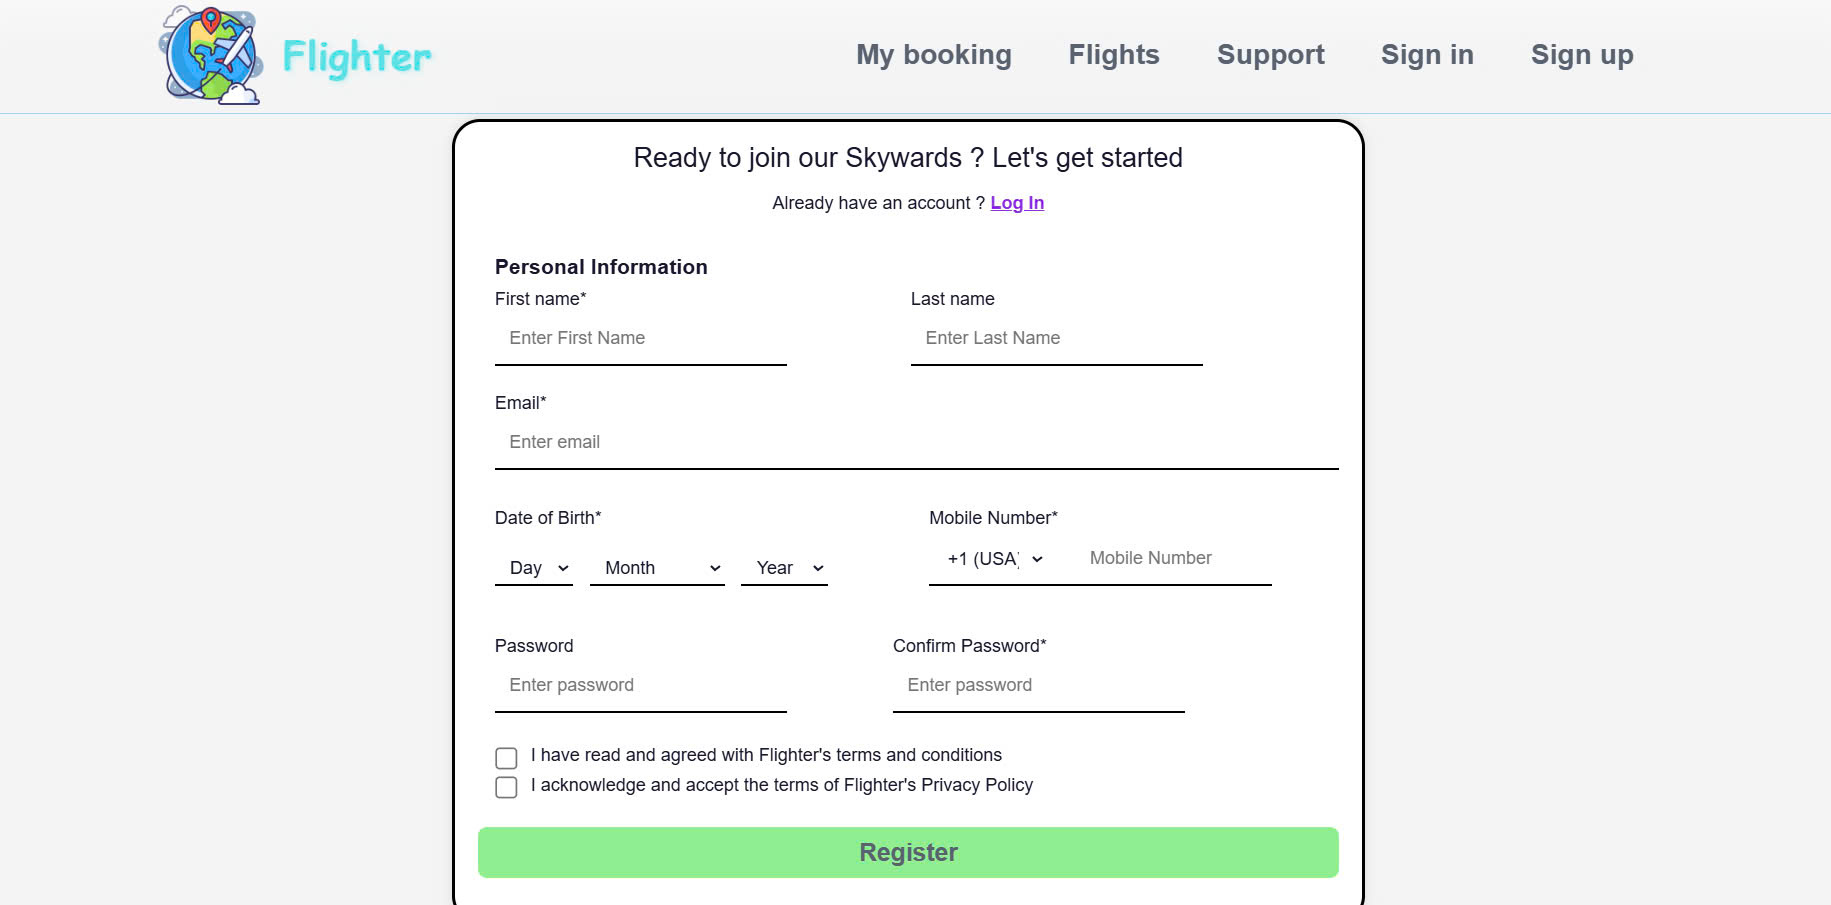 Flighter
My booking Flights Support Sign in Sign up
Ready to join our Skywards ? Let's get started
Already have an account ? Log In
Personal Information
First name* Last name
Enter First Name Enter Last Name
Email*
Enter email
Date of Birth* Mobile Number*
Day Month Year +1 (USA) Mobile Number
Password Confirm Password*
Enter password Enter password
I have read and agreed with Flighter's terms and conditions
I acknowledge and accept the terms of Flighter's Privacy Policy
Register